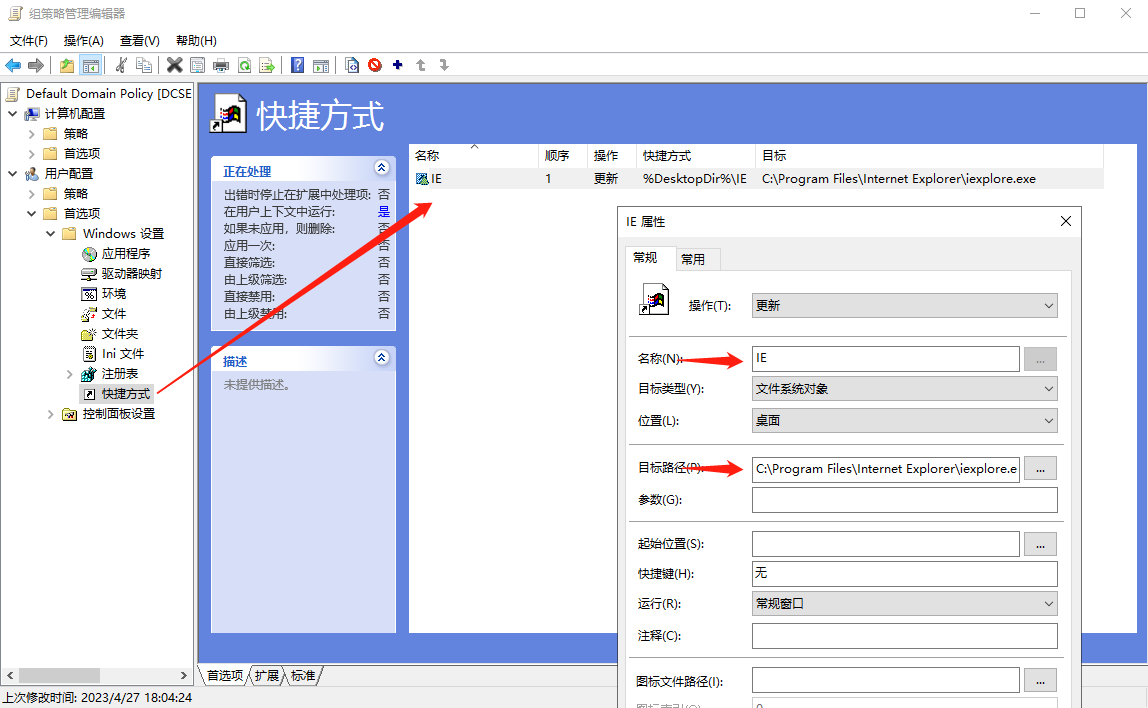 组策略管理编辑器
文件(F) 操作(A) 查看(V) 帮助(H)
Default Domain Policy [DCSE
计算机配置
策略
首选项
用户配置
策略
首选项
Windows 设置
应用程序
驱动器映射
环境
文件
文件夹
Ini 文件
注册表
快捷方式
控制面板设置
快捷方式
正在处理
出错时停止在扩展中处理项: 否
在用户上下文中运行: 是
如果未应用，则删除: 否
应用一次: 否
直接筛选: 否
由上级筛选: 否
直接禁用: 否
由上级禁用: 否
描述
未提供描述。
名称 顺序 操作 快捷方式 目标
IE 1 更新 %DesktopDir%\IE C:\Program Files\Internet Explorer\iexplore.exe
IE 属性
常规 常用
操作(T): 更新
名称(N): IE ...
目标类型(Y): 文件系统对象
位置(L): 桌面
目标路径(P): C:\Program Files\Internet Explorer\iexplore.e ...
参数(G):
起始位置(S): ...
快捷键(H): 无
运行(R): 常规窗口
注释(C):
图标文件路径(I): ...
首选项 扩展 标准
上次修改时间: 2023/4/27 18:04:24